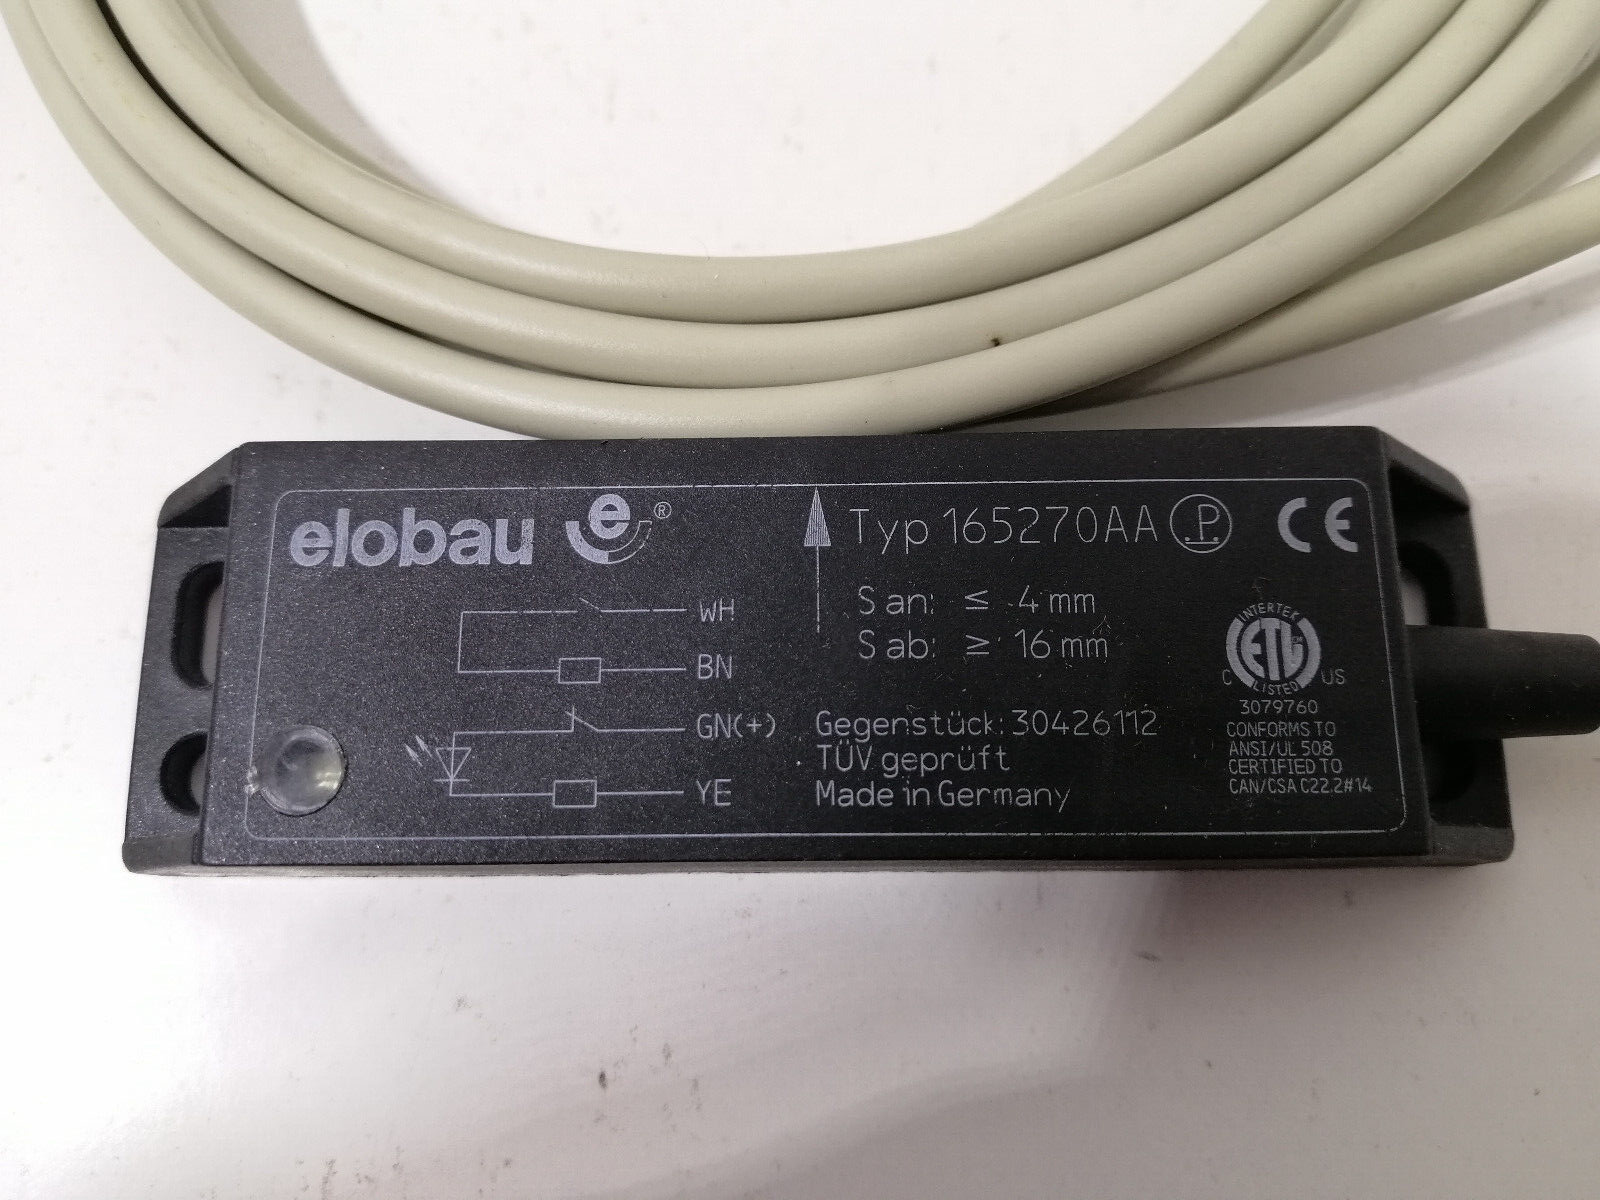 elobau e®
Typ 165270AA P CE
S an: ≤ 4 mm
S ab: ≥ 16 mm
WH
BN
GN(+)
YE
Gegenstück: 30426112
TÜV geprüft
Made in Germany
INTERTEK
ETL CM
LISTED
C US
3079760
CONFORMS TO
ANSI/UL 508
CERTIFIED TO
CAN/CSA C22.2#14